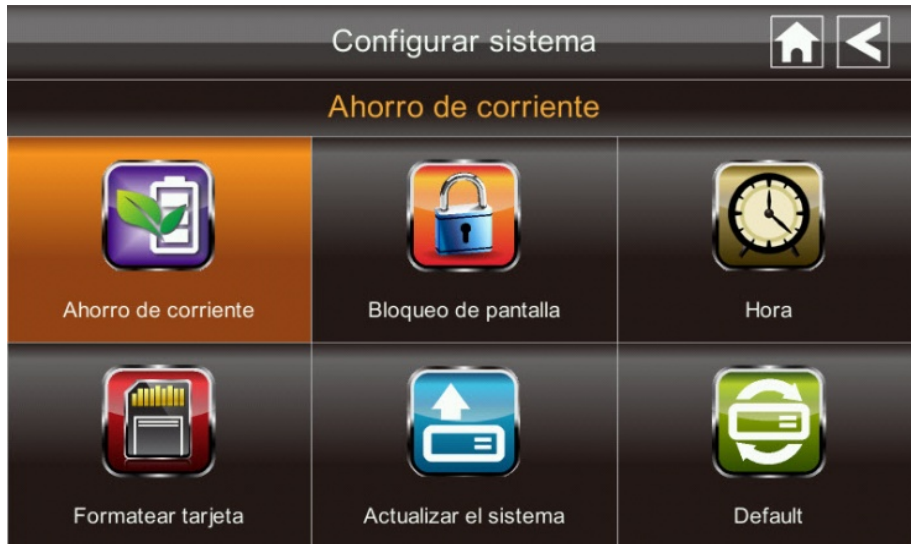 Configurar sistema
Ahorro de corriente
Ahorro de corriente
Bloqueo de pantalla
Hora
Formatear tarjeta
Actualizar el sistema
Default